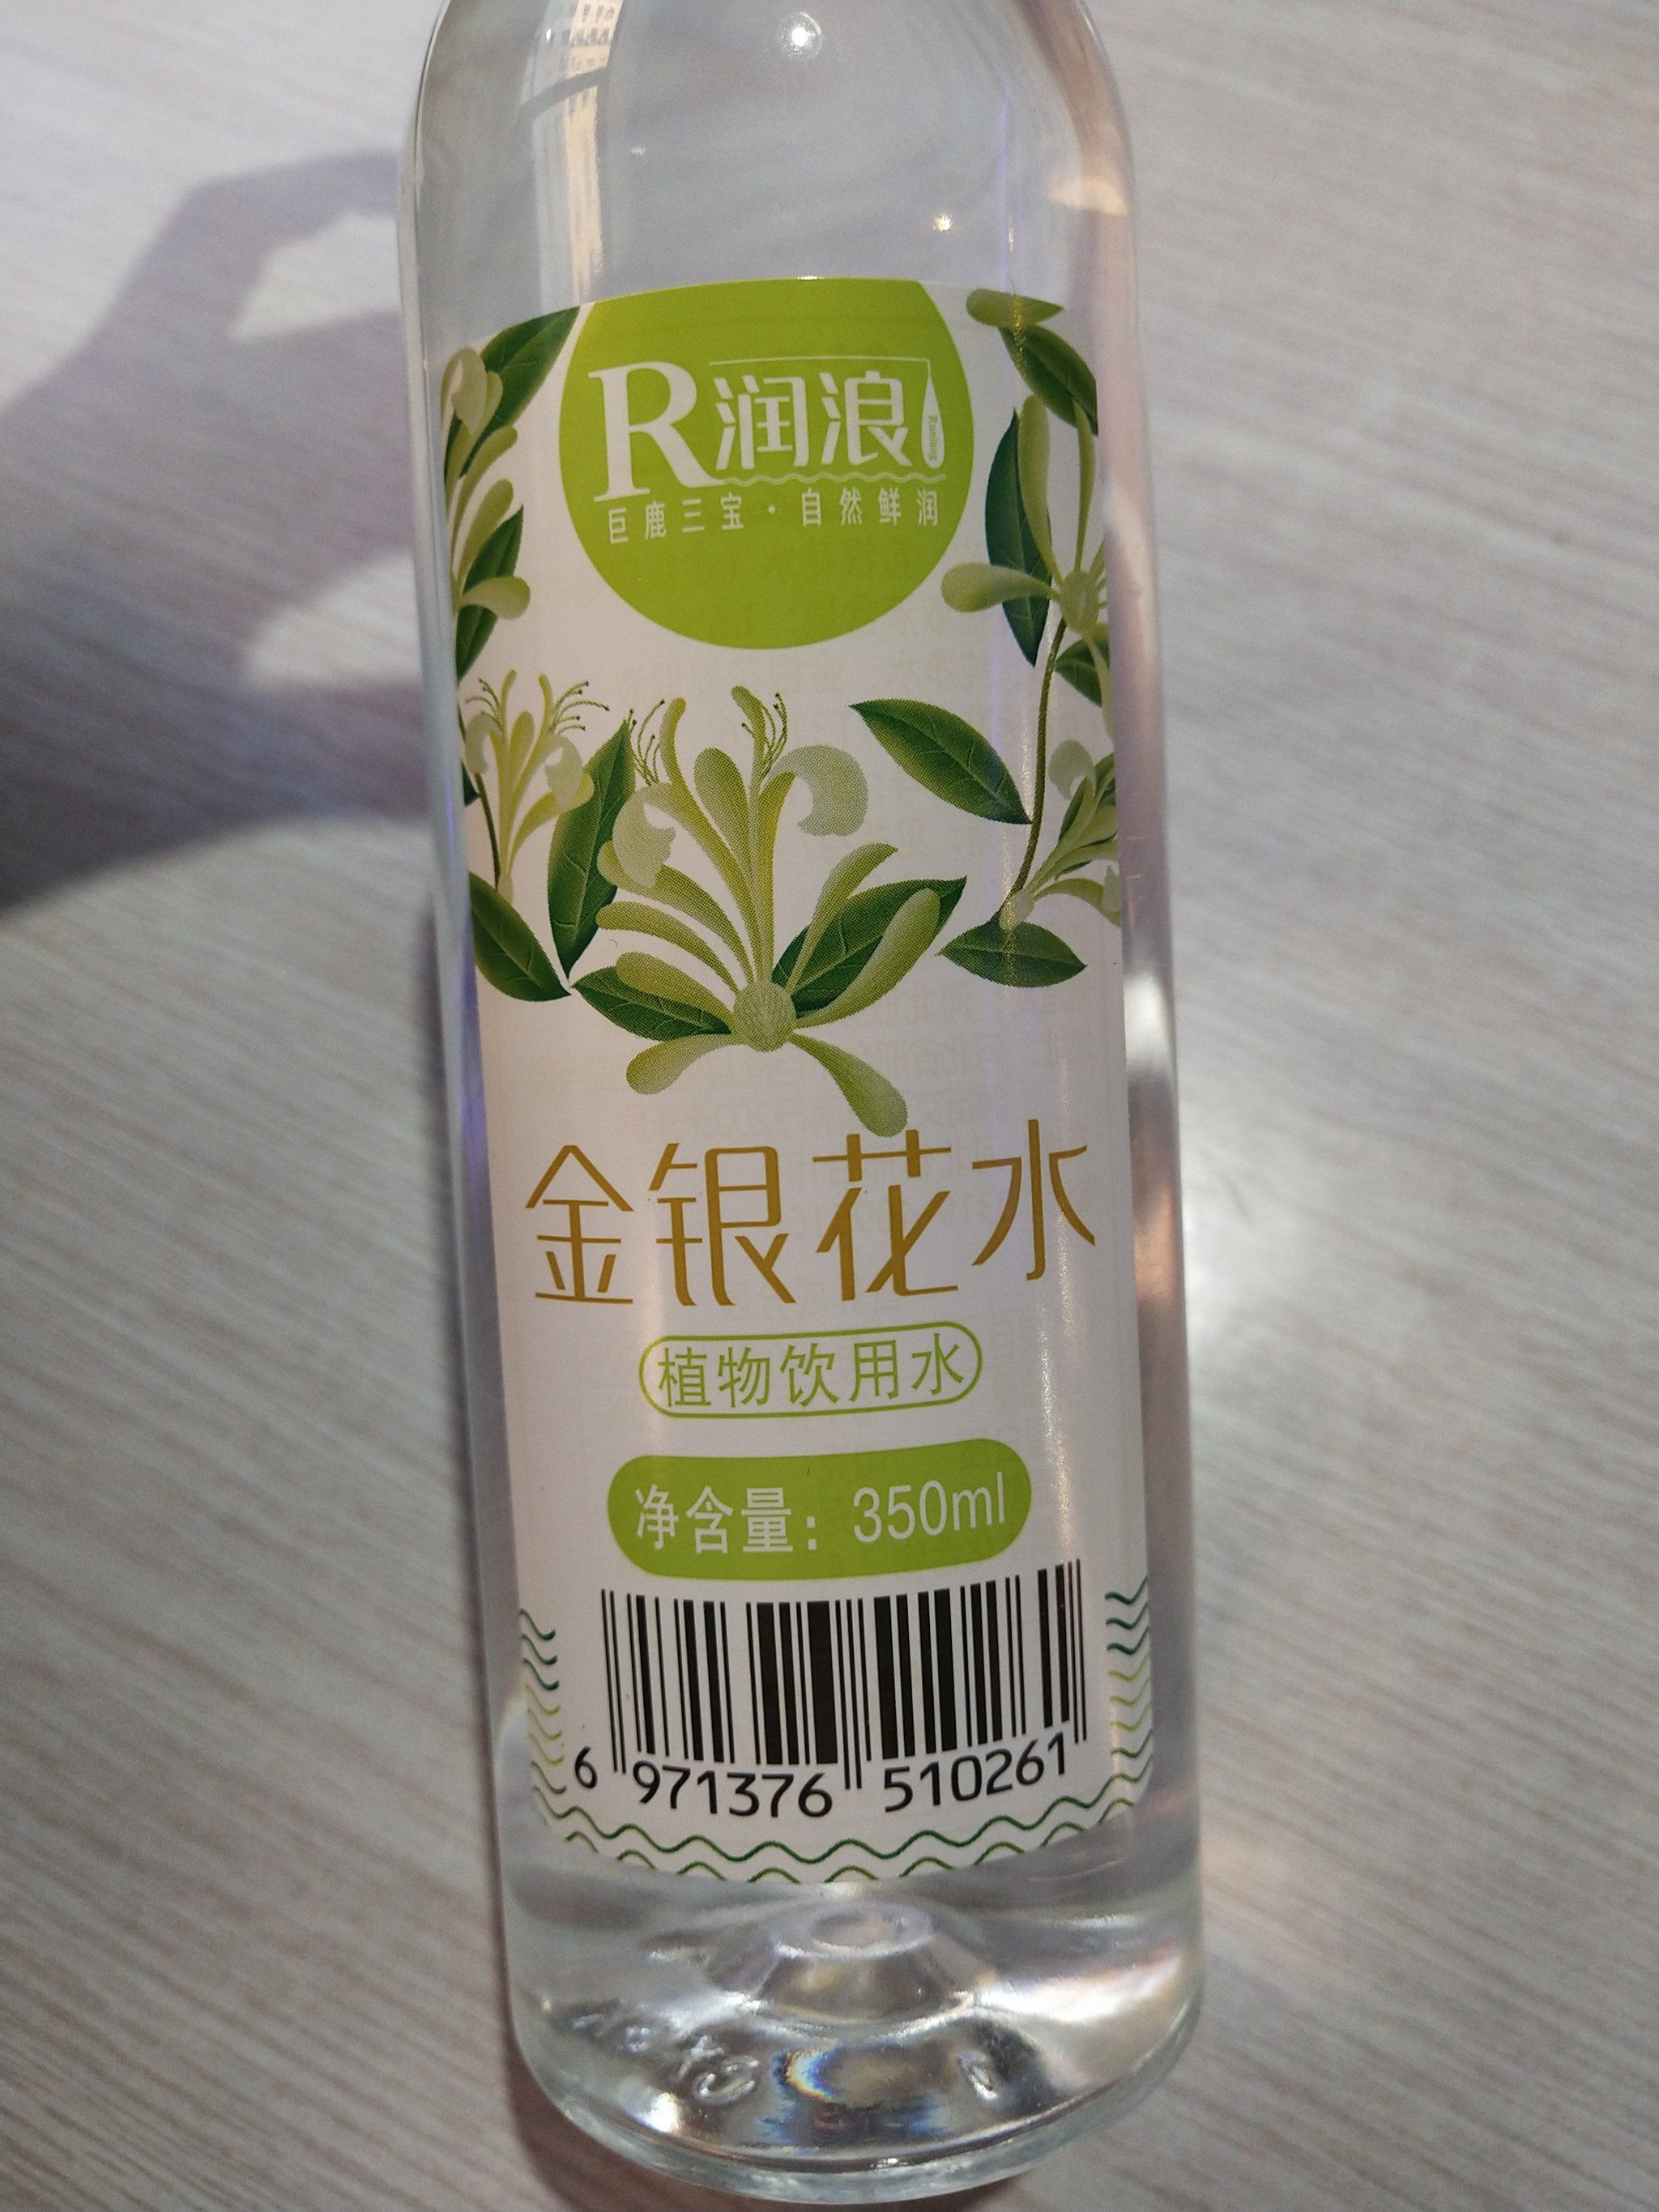 R润浪
巨鹿三宝·自然鲜润
金银花水
植物饮用水
净含量：350ml
6 971376 510261